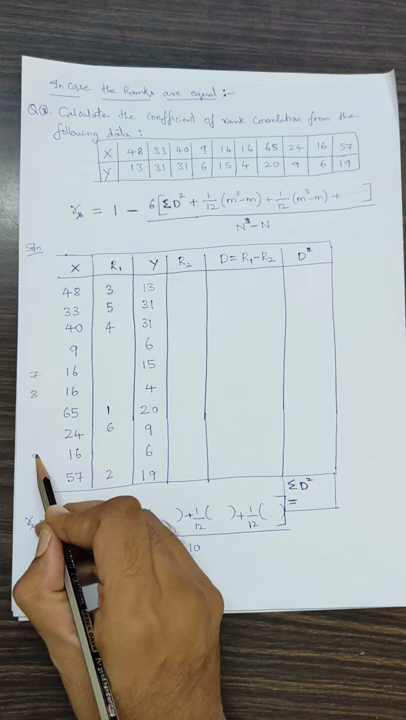 In case the Ranks are equal :-
Q2. Calculate the coefficient of rank correlation from the
following data :
X 48 33 40 9 16 16 65 24 16 57
Y 13 31 31 6 15 4 20 9 6 19
= 1 - 6[ΣD² + 1/12 (m³-m) + 1/12 (m³-m) + ....]
N³-N
Soln
X R₁ Y R₂ D = R₁-R₂ D²
48 3 13
33 5 31
40 4 31
9 6
7 16 15
8 16 4
65 1 20
24 6 9
16 6
57 2 19
ΣD²
=
) + 1/12 ( ) + 1/12 ( ) ]
10